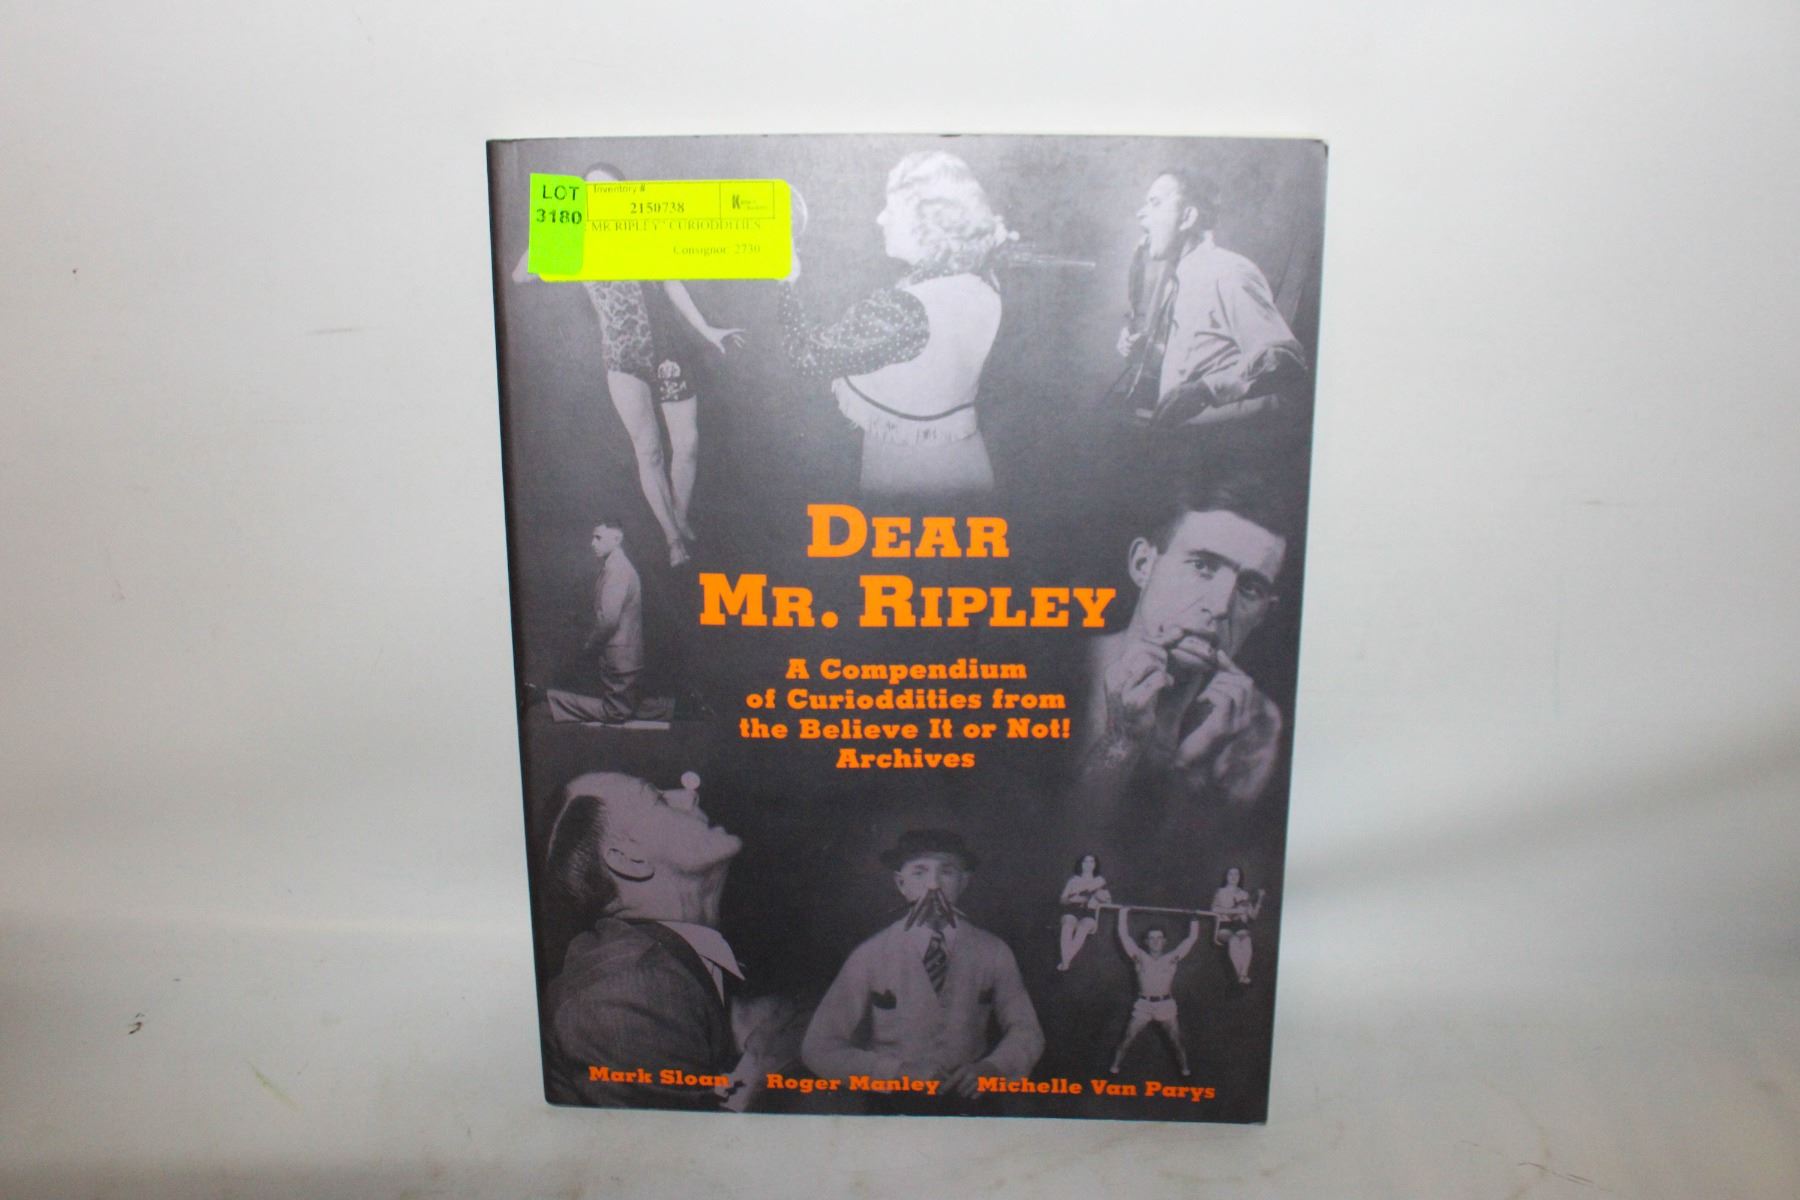 LOT
3180
Inventory #
2150738
MR RIPLEY" CURIODDITIES
Consignor: 2730
DEAR
MR. RIPLEY
A Compendium
of Curioddities from
the Believe It or Not!
Archives
Mark Sloan Roger Manley Michelle Van Parys